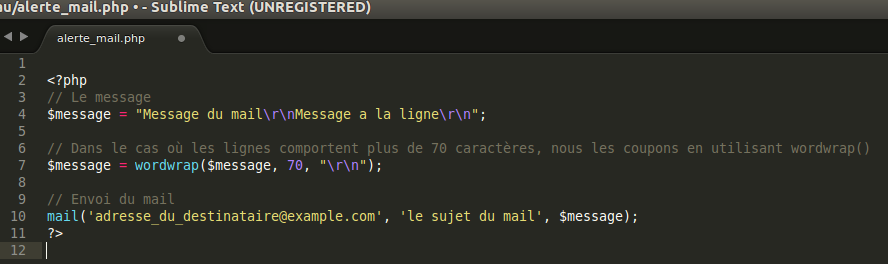 au/alerte_mail.php • - Sublime Text (UNREGISTERED)
alerte_mail.php
1
2 <?php
3 // Le message
4 $message = "Message du mail\r\nMessage a la ligne\r\n";
5
6 // Dans le cas où les lignes comportent plus de 70 caractères, nous les coupons en utilisant wordwrap()
7 $message = wordwrap($message, 70, "\r\n");
8
9 // Envoi du mail
10 mail('adresse_du_destinataire@example.com', 'le sujet du mail', $message);
11 ?>
12